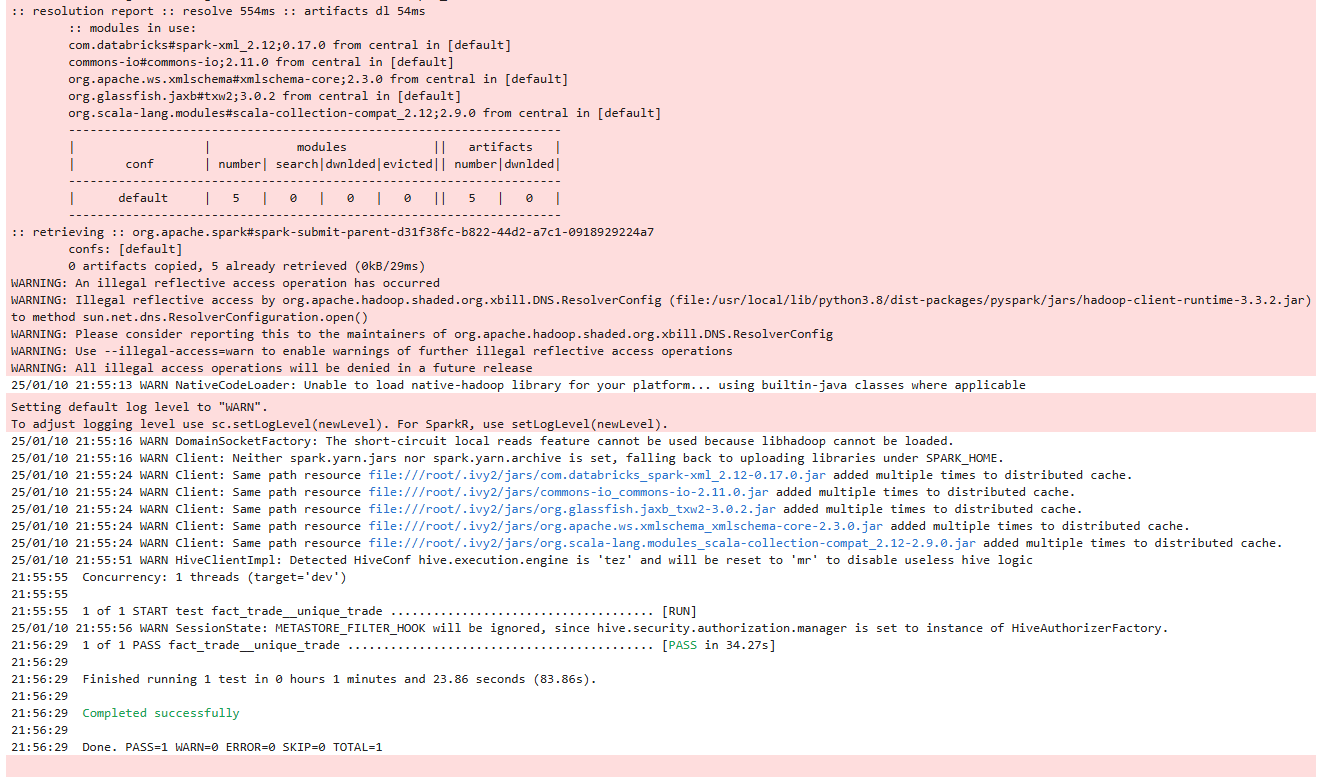 :: resolution report :: resolve 554ms :: artifacts dl 54ms
        :: modules in use:
        com.databricks#spark-xml_2.12;0.17.0 from central in [default]
        commons-io#commons-io;2.11.0 from central in [default]
        org.apache.ws.xmlschema#xmlschema-core;2.3.0 from central in [default]
        org.glassfish.jaxb#txw2;3.0.2 from central in [default]
        org.scala-lang.modules#scala-collection-compat_2.12;2.9.0 from central in [default]
        ---------------------------------------------------------------------
        |                  |            modules            ||   artifacts   |
        |       conf       | number| search|dwnlded|evicted|| number|dwnlded|
        ---------------------------------------------------------------------
        |      default     |   5   |   0   |   0   |   0   ||   5   |   0   |
        ---------------------------------------------------------------------
:: retrieving :: org.apache.spark#spark-submit-parent-d31f38fc-b822-44d2-a7c1-0918929224a7
        confs: [default]
        0 artifacts copied, 5 already retrieved (0kB/29ms)
WARNING: An illegal reflective access operation has occurred
WARNING: Illegal reflective access by org.apache.hadoop.shaded.org.xbill.DNS.ResolverConfig (file:/usr/local/lib/python3.8/dist-packages/pyspark/jars/hadoop-client-runtime-3.3.2.jar)
to method sun.net.dns.ResolverConfiguration.open()
WARNING: Please consider reporting this to the maintainers of org.apache.hadoop.shaded.org.xbill.DNS.ResolverConfig
WARNING: Use --illegal-access=warn to enable warnings of further illegal reflective access operations
WARNING: All illegal access operations will be denied in a future release
25/01/10 21:55:13 WARN NativeCodeLoader: Unable to load native-hadoop library for your platform... using builtin-java classes where applicable
Setting default log level to "WARN".
To adjust logging level use sc.setLogLevel(newLevel). For SparkR, use setLogLevel(newLevel).
25/01/10 21:55:16 WARN DomainSocketFactory: The short-circuit local reads feature cannot be used because libhadoop cannot be loaded.
25/01/10 21:55:16 WARN Client: Neither spark.yarn.jars nor spark.yarn.archive is set, falling back to uploading libraries under SPARK_HOME.
25/01/10 21:55:24 WARN Client: Same path resource file:///root/.ivy2/jars/com.databricks_spark-xml_2.12-0.17.0.jar added multiple times to distributed cache.
25/01/10 21:55:24 WARN Client: Same path resource file:///root/.ivy2/jars/commons-io_commons-io-2.11.0.jar added multiple times to distributed cache.
25/01/10 21:55:24 WARN Client: Same path resource file:///root/.ivy2/jars/org.glassfish.jaxb_txw2-3.0.2.jar added multiple times to distributed cache.
25/01/10 21:55:24 WARN Client: Same path resource file:///root/.ivy2/jars/org.apache.ws.xmlschema_xmlschema-core-2.3.0.jar added multiple times to distributed cache.
25/01/10 21:55:24 WARN Client: Same path resource file:///root/.ivy2/jars/org.scala-lang.modules_scala-collection-compat_2.12-2.9.0.jar added multiple times to distributed cache.
25/01/10 21:55:51 WARN HiveClientImpl: Detected HiveConf hive.execution.engine is 'tez' and will be reset to 'mr' to disable useless hive logic
21:55:55  Concurrency: 1 threads (target='dev')
21:55:55
21:55:55  1 of 1 START test fact_trade__unique_trade ..................................... [RUN]
25/01/10 21:55:56 WARN SessionState: METASTORE_FILTER_HOOK will be ignored, since hive.security.authorization.manager is set to instance of HiveAuthorizerFactory.
21:56:29  1 of 1 PASS fact_trade__unique_trade ........................................... [PASS in 34.27s]
21:56:29
21:56:29  Finished running 1 test in 0 hours 1 minutes and 23.86 seconds (83.86s).
21:56:29
21:56:29  Completed successfully
21:56:29
21:56:29  Done. PASS=1 WARN=0 ERROR=0 SKIP=0 TOTAL=1